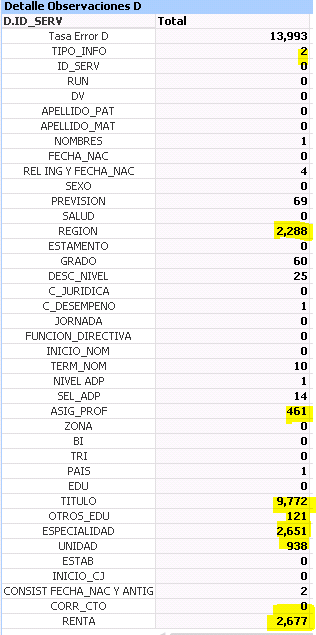 Detalle Observaciones D
D.ID_SERV Total
Tasa Error D 13,993
TIPO_INFO 2
ID_SERV 0
RUN 0
DV 0
APELLIDO_PAT 0
APELLIDO_MAT 0
NOMBRES 1
FECHA_NAC 0
REL ING Y FECHA_NAC 4
SEXO 0
PREVISION 69
SALUD 0
REGION 2,288
ESTAMENTO 0
GRADO 60
DESC_NIVEL 25
C_JURIDICA 0
C_DESEMPENO 1
JORNADA 0
FUNCION_DIRECTIVA 0
INICIO_NOM 0
TERM_NOM 10
NIVEL ADP 1
SEL_ADP 14
ASIG_PROF 461
ZONA 0
BI 0
TRI 0
PAIS 1
EDU 0
TITULO 9,772
OTROS_EDU 121
ESPECIALIDAD 2,651
UNIDAD 938
ESTAB 0
INICIO_CJ 0
CONSIST FECHA_NAC Y ANTIG 2
CORR_CTO 0
RENTA 2,677